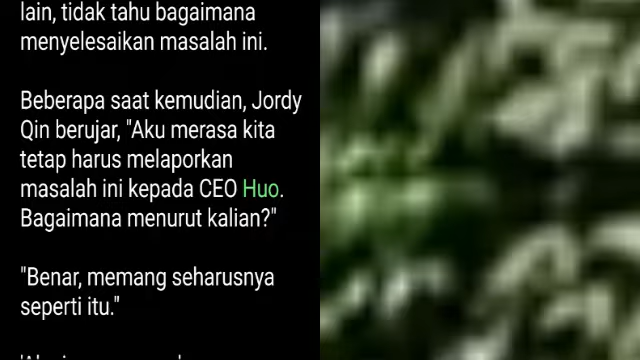 lain, tidak tahu bagaimana
menyelesaikan masalah ini.
Beberapa saat kemudian, Jordy
Qin berujar, "Aku merasa kita
tetap harus melaporkan
masalah ini kepada CEO Huo.
Bagaimana menurut kalian?"
"Benar, memang seharusnya
seperti itu."